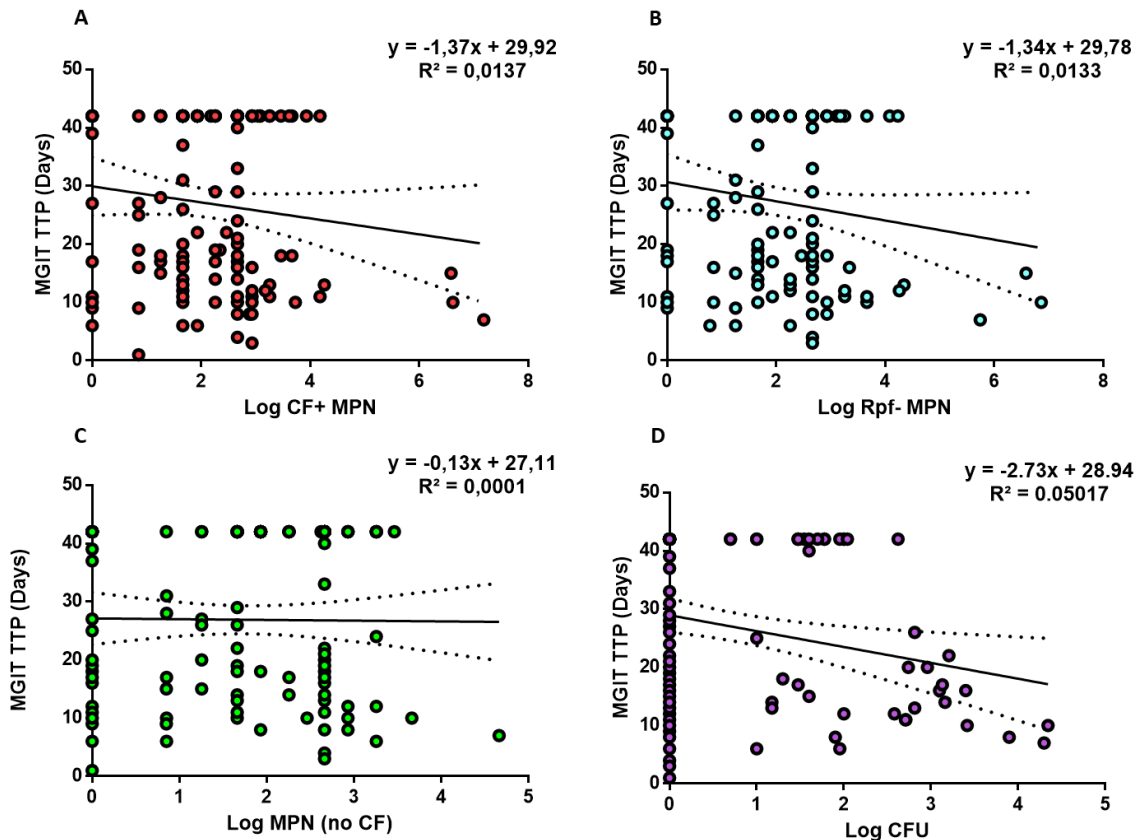 A
y = -1,37x + 29,92
R² = 0,0137
50
40
30
20
10
0
MGIT TTP (Days)
0 2 4 6 8
Log CF+ MPN
B
y = -1,34x + 29,78
R² = 0,0133
50
40
30
20
10
0
MGIT TTP (Days)
0 2 4 6 8
Log Rpf- MPN
C
y = -0,13x + 27,11
R² = 0,0001
50
40
30
20
10
0
MGIT TTP (Days)
0 1 2 3 4 5
Log MPN (no CF)
D
y = -2.73x + 28.94
R² = 0.05017
50
40
30
20
10
0
MGIT TTP (Days)
0 1 2 3 4 5
Log CFU